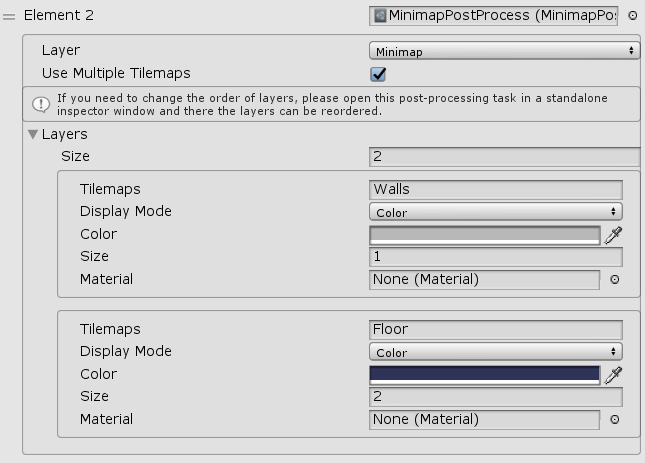 Element 2 MinimapPostProcess (MinimapPos
Layer Minimap
Use Multiple Tilemaps
If you need to change the order of layers, please open this post-processing task in a standalone
inspector window and there the layers can be reordered.
Layers
Size 2
Tilemaps Walls
Display Mode Color
Color
Size 1
Material None (Material)
Tilemaps Floor
Display Mode Color
Color
Size 2
Material None (Material)